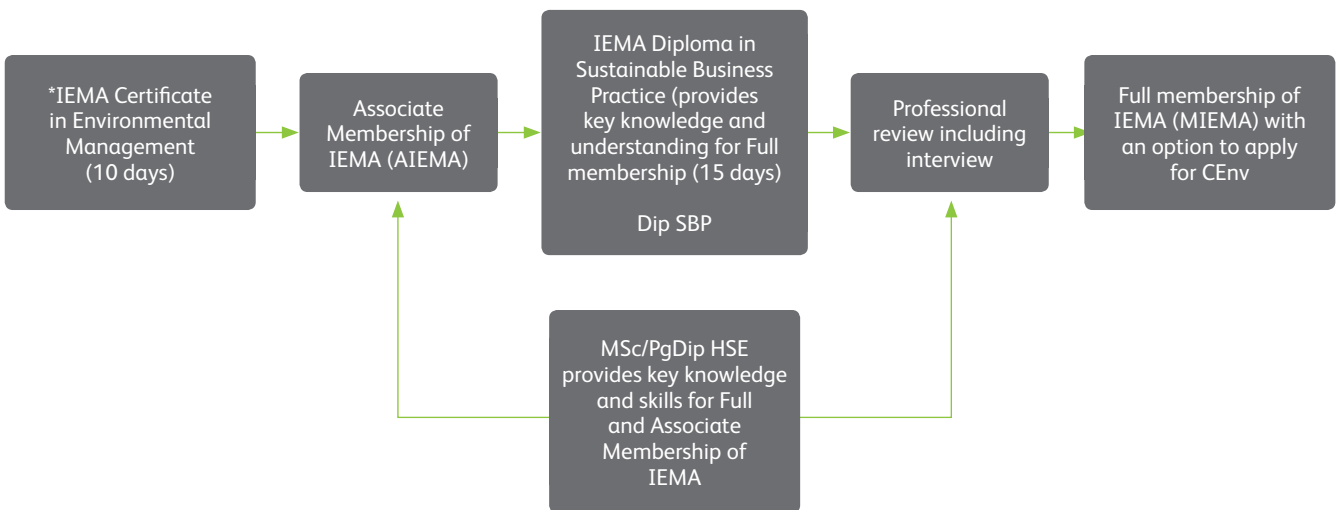 *IEMA Certificate
in Environmental
Management
(10 days)
Associate
Membership of
IEMA (AIEMA)
IEMA Diploma in
Sustainable Business
Practice (provides
key knowledge and
understanding for Full
membership (15 days)
Dip SBP
Professional
review including
interview
Full membership of
IEMA (MIEMA) with
an option to apply
for CEnv
MSc/PgDip HSE
provides key knowledge
and skills for Full
and Associate
Membership of
IEMA